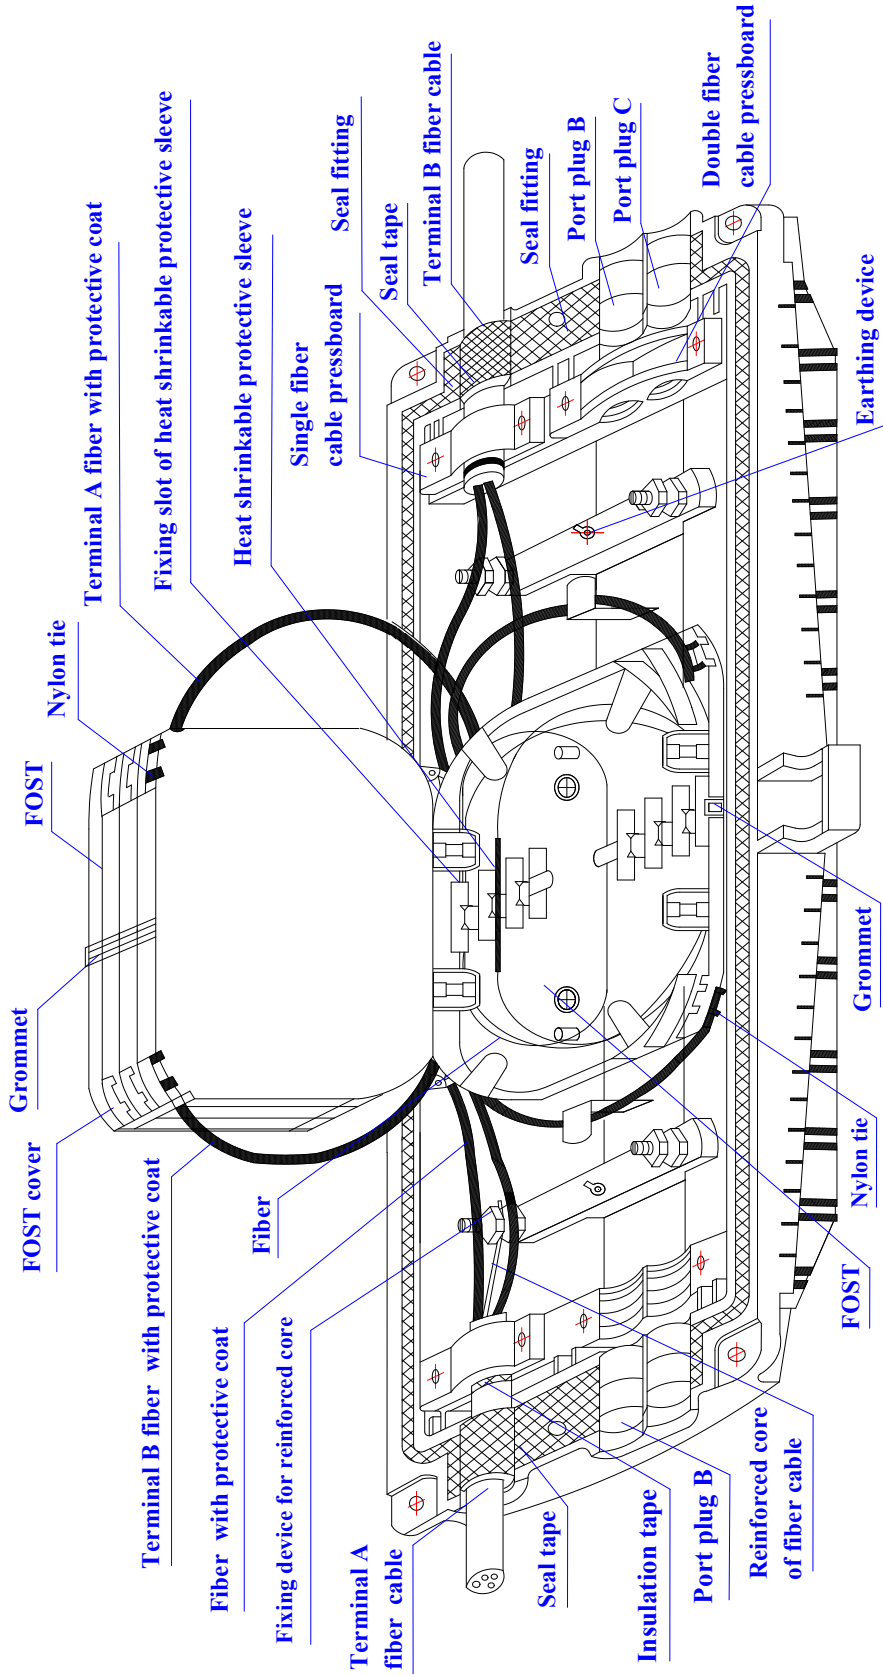 FOST cover
Grommet
FOST
Nylon tie
Terminal A fiber with protective coat
Fixing slot of heat shrinkable protective sleeve
Heat shrinkable protective sleeve
Single fiber
cable pressboard
Seal fitting
Seal tape
Terminal B fiber cable
Seal fitting
Port plug B
Port plug C
Double fiber
cable pressboard
Terminal B fiber with protective coat
Fiber
Fiber with protective coat
Fixing device for reinforced core
Terminal A
fiber cable
Seal tape
Insulation tape
Port plug B
Reinforced core
of fiber cable
FOST
Nylon tie
Grommet
Earthing device